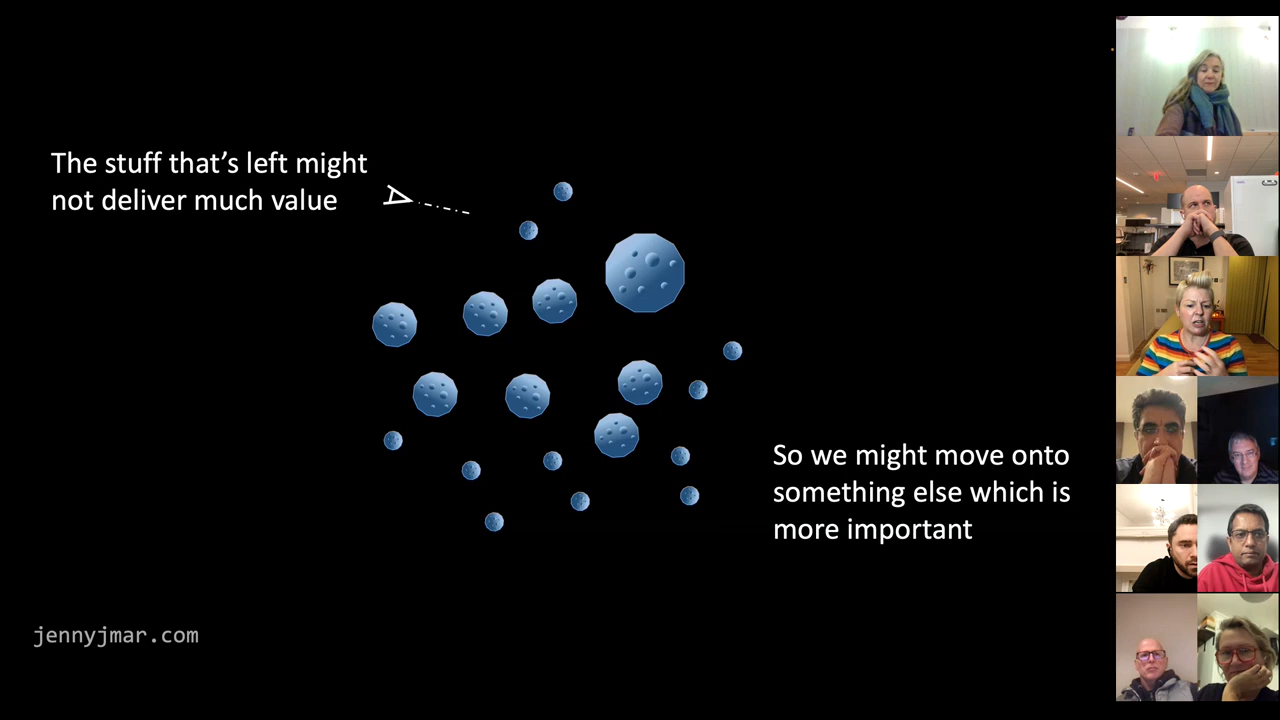 The stuff that’s left might
not deliver much value
So we might move onto
something else which is
more important
jennyjmar.com